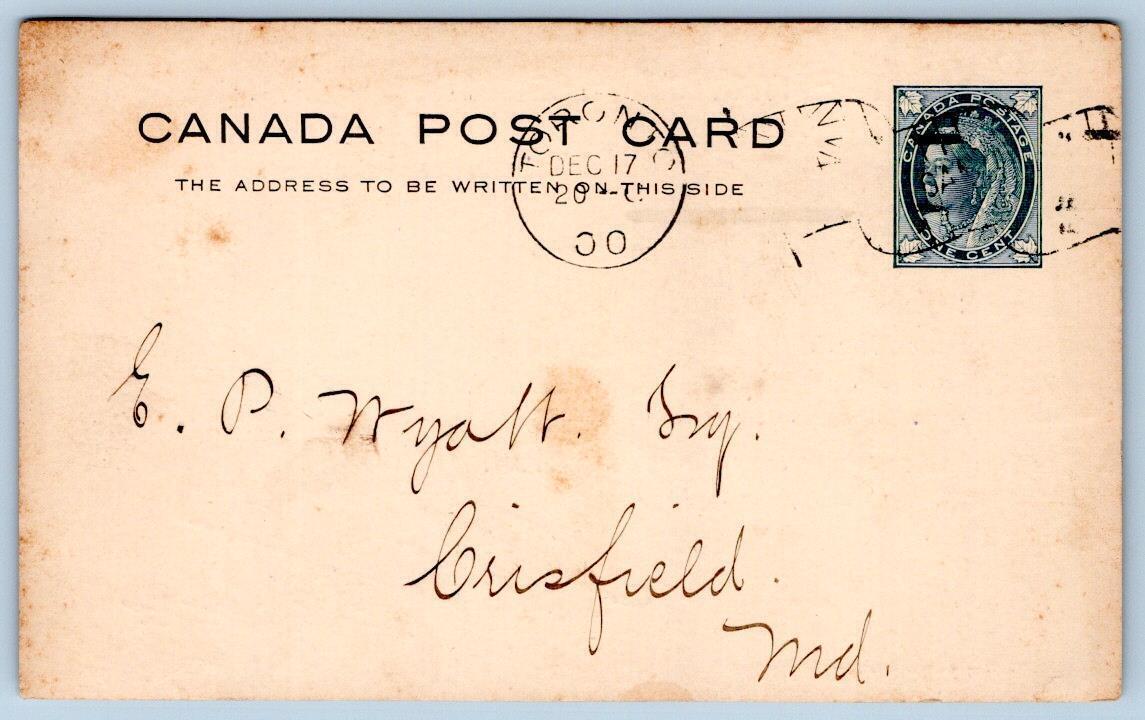 CANADA POST CARD
THE ADDRESS TO BE WRITTEN ON THIS SIDE
TORONTO
DEC 17
00
CANADA POSTAGE
ONE CENT
E. P. Wyatt. Esq.
Crisfield.
Md.